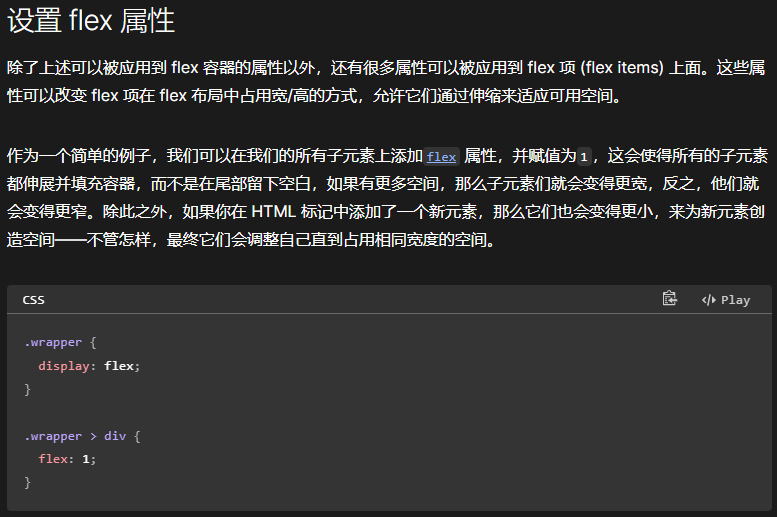 设置 flex 属性
除了上述可以被应用到 flex 容器的属性以外，还有很多属性可以被应用到 flex 项 (flex items) 上面。这些属
性可以改变 flex 项在 flex 布局中占用宽/高的方式，允许它们通过伸缩来适应可用空间。
作为一个简单的例子，我们可以在我们的所有子元素上添加flex 属性，并赋值为1，这会使得所有的子元素
都伸展并填充容器，而不是在尾部留下空白，如果有更多空间，那么子元素们就会变得更宽，反之，他们就
会变得更窄。除此之外，如果你在 HTML 标记中添加了一个新元素，那么它们也会变得更小，来为新元素创
造空间——不管怎样，最终它们会调整自己直到占用相同宽度的空间。
CSS Play
.wrapper {
  display: flex;
}
.wrapper > div {
  flex: 1;
}